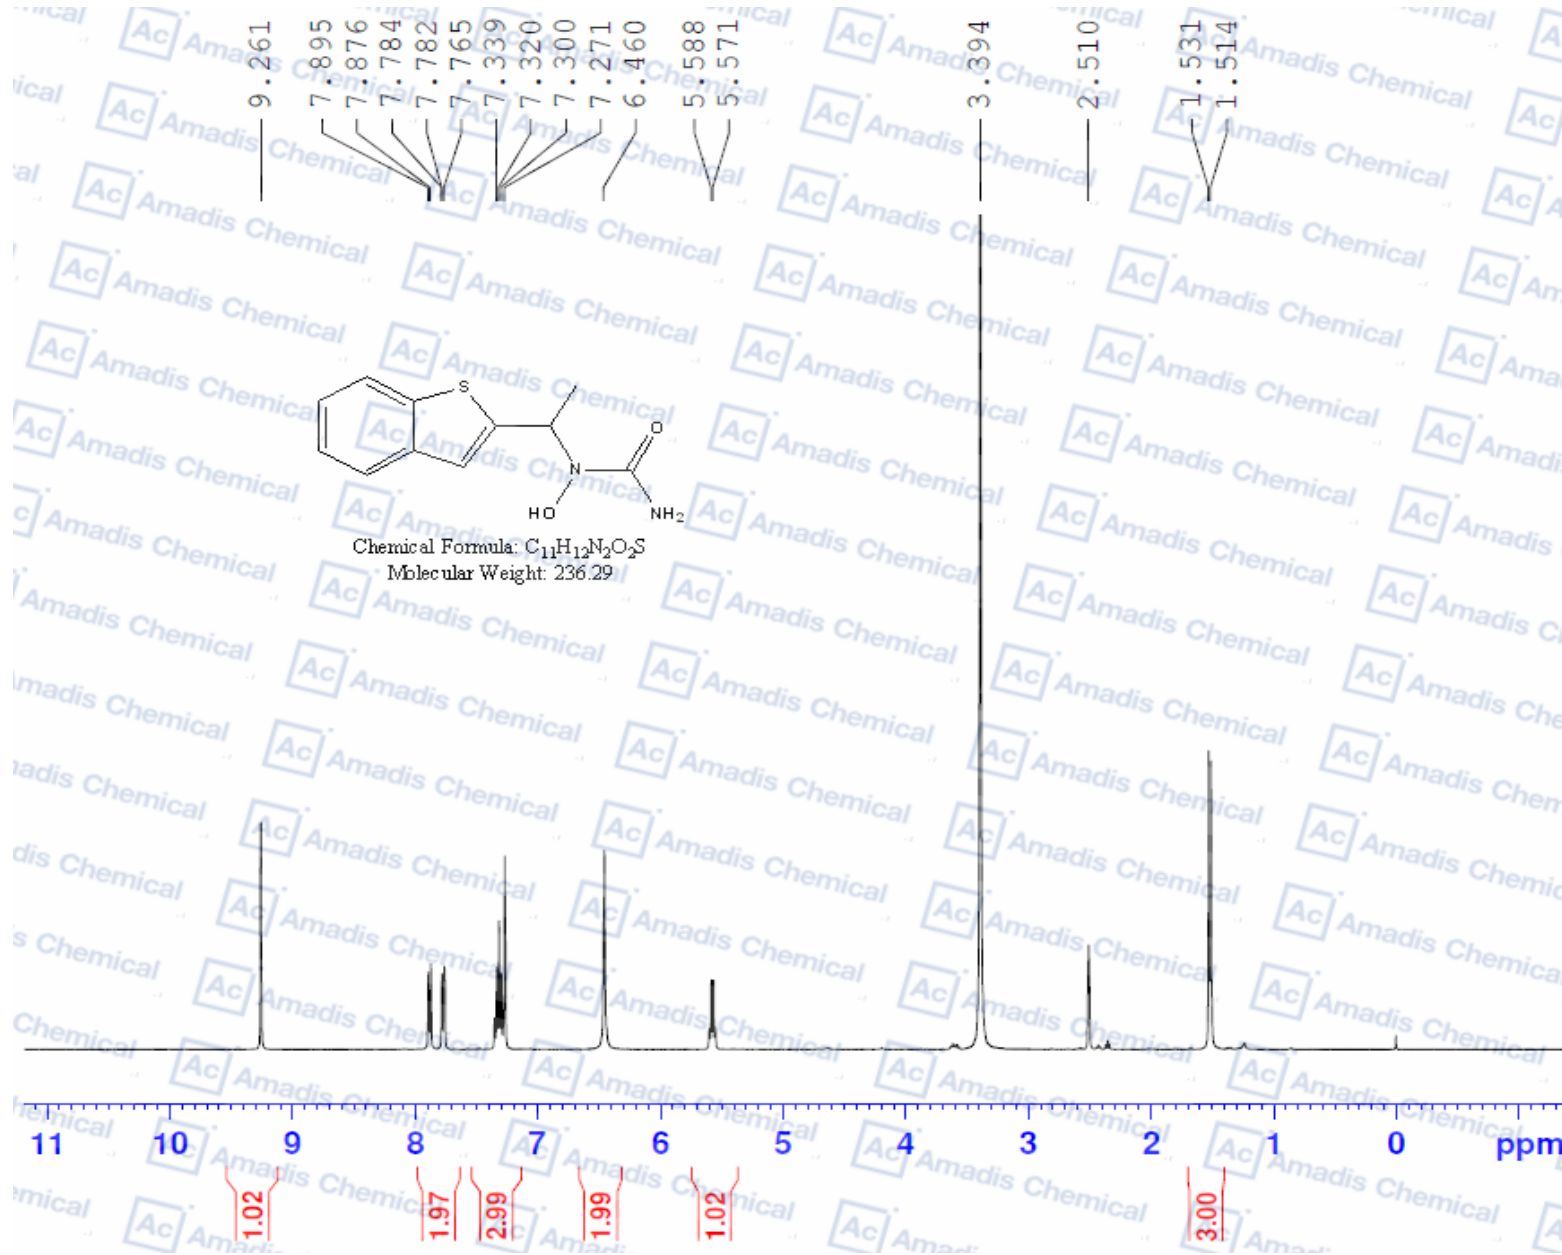 9.261
7.895
7.876
7.784
7.782
7.765
7.339
7.320
7.300
7.271
6.460
5.588
5.571
3.394
2.510
1.531
1.514
S
O
N
HO
NH2
Chemical Formula: C11H12N2O2S
Molecular Weight: 236.29
11 10 9 8 7 6 5 4 3 2 1 0 ppm
1.02
1.97
2.99
1.99
1.02
3.00
Ac Amadis Chemical